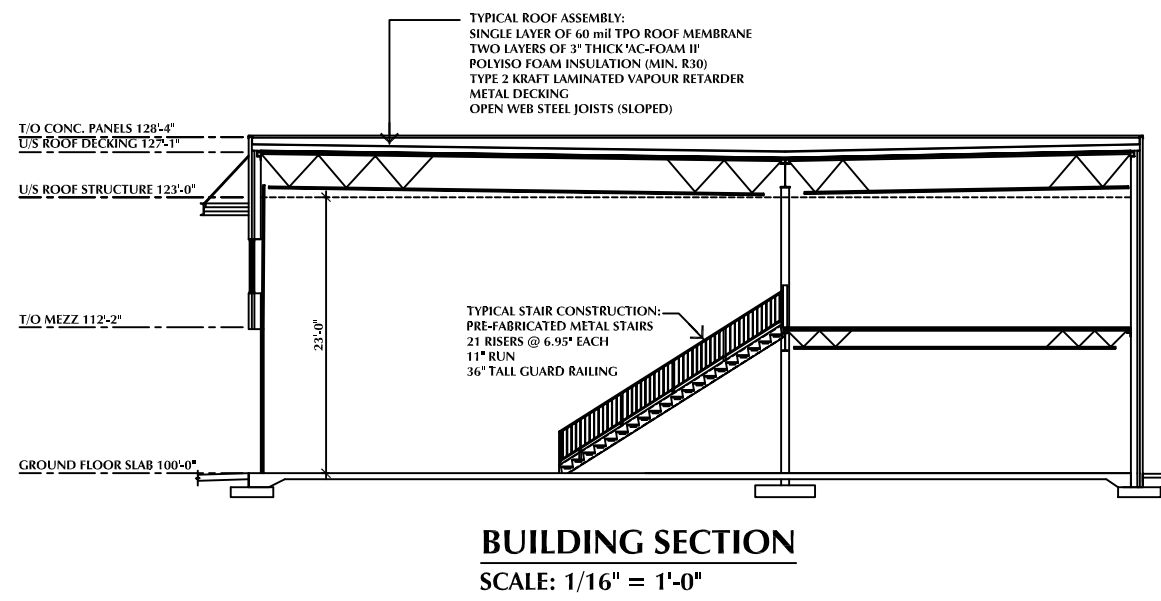 TYPICAL ROOF ASSEMBLY:
SINGLE LAYER OF 60 mil TPO ROOF MEMBRANE
TWO LAYERS OF 3" THICK 'AC-FOAM II'
POLYISO FOAM INSULATION (MIN. R30)
TYPE 2 KRAFT LAMINATED VAPOUR RETARDER
METAL DECKING
OPEN WEB STEEL JOISTS (SLOPED)
T/O CONC. PANELS 128'-4"
U/S ROOF DECKING 127'-1"
U/S ROOF STRUCTURE 123'-0"
T/O MEZZ 112'-2"
23'-0"
TYPICAL STAIR CONSTRUCTION:
PRE-FABRICATED METAL STAIRS
21 RISERS @ 6.95" EACH
11" RUN
36" TALL GUARD RAILING
GROUND FLOOR SLAB 100'-0"
BUILDING SECTION
SCALE: 1/16" = 1'-0"